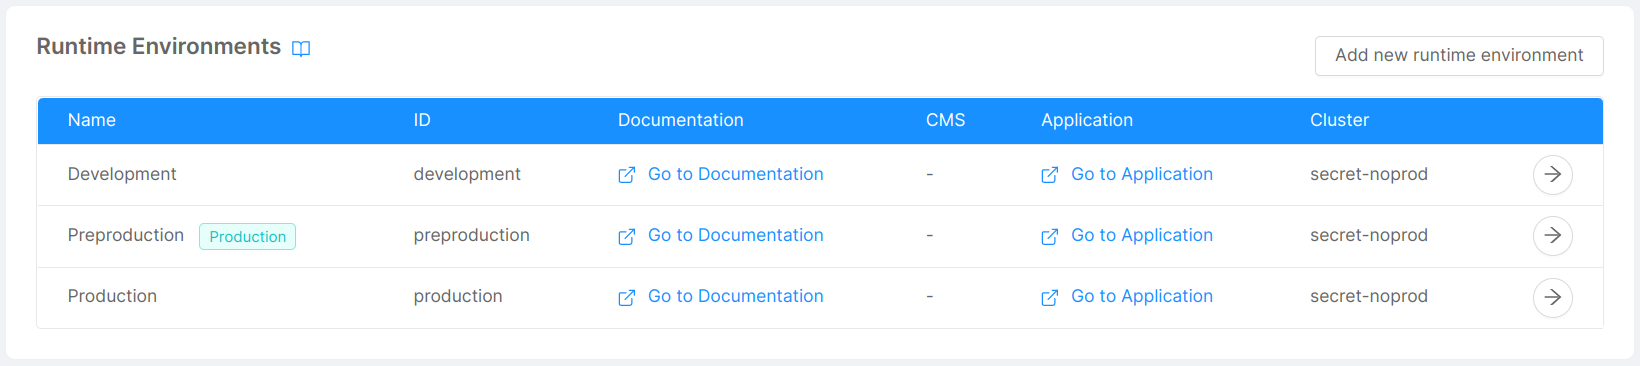 Runtime Environments
Add new runtime environment
Name ID Documentation CMS Application Cluster
Development development Go to Documentation - Go to Application secret-noprod
Preproduction Production preproduction Go to Documentation - Go to Application secret-noprod
Production production Go to Documentation - Go to Application secret-noprod